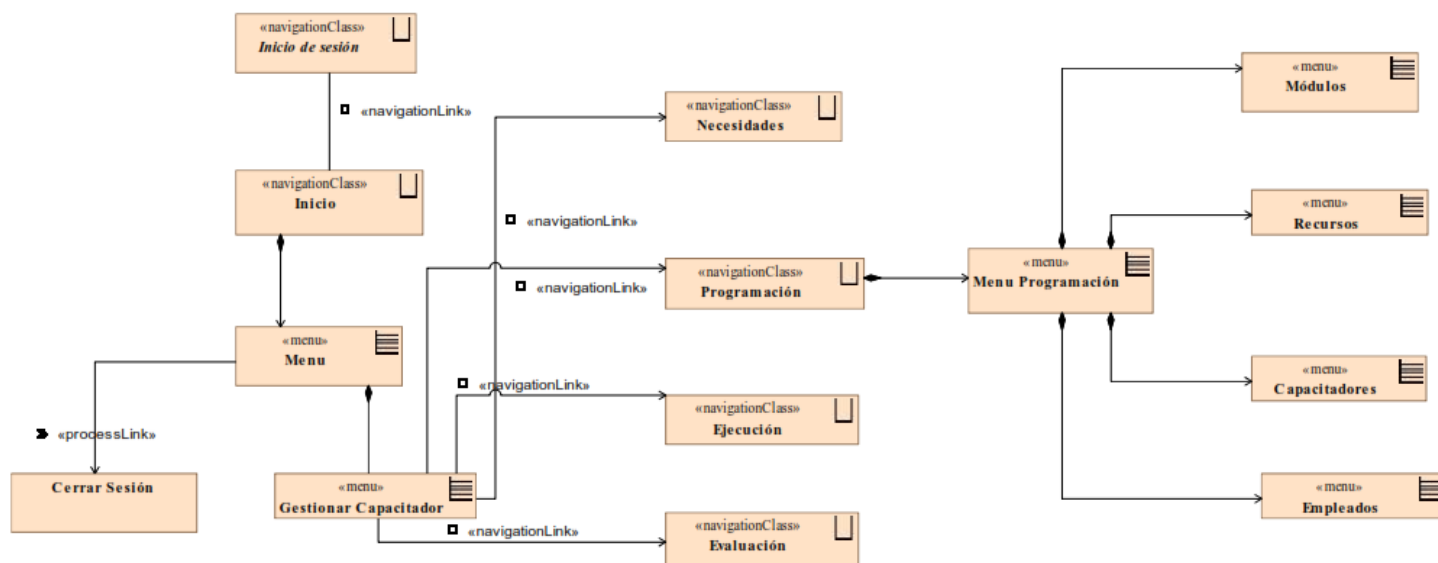 «navigationClass»
Inicio de sesión
«navigationLink»
«navigationClass»
Inicio
«menu»
Menu
«processLink»
Cerrar Sesión
«menu»
Gestionar Capacitador
«navigationClass»
Necesidades
«navigationLink»
«navigationClass»
Programación
«navigationLink»
«navigationLink»
«navigationClass»
Ejecución
«navigationLink»
«navigationClass»
Evaluación
«menu»
Menu Programación
«menu»
Módulos
«menu»
Recursos
«menu»
Capacitadores
«menu»
Empleados